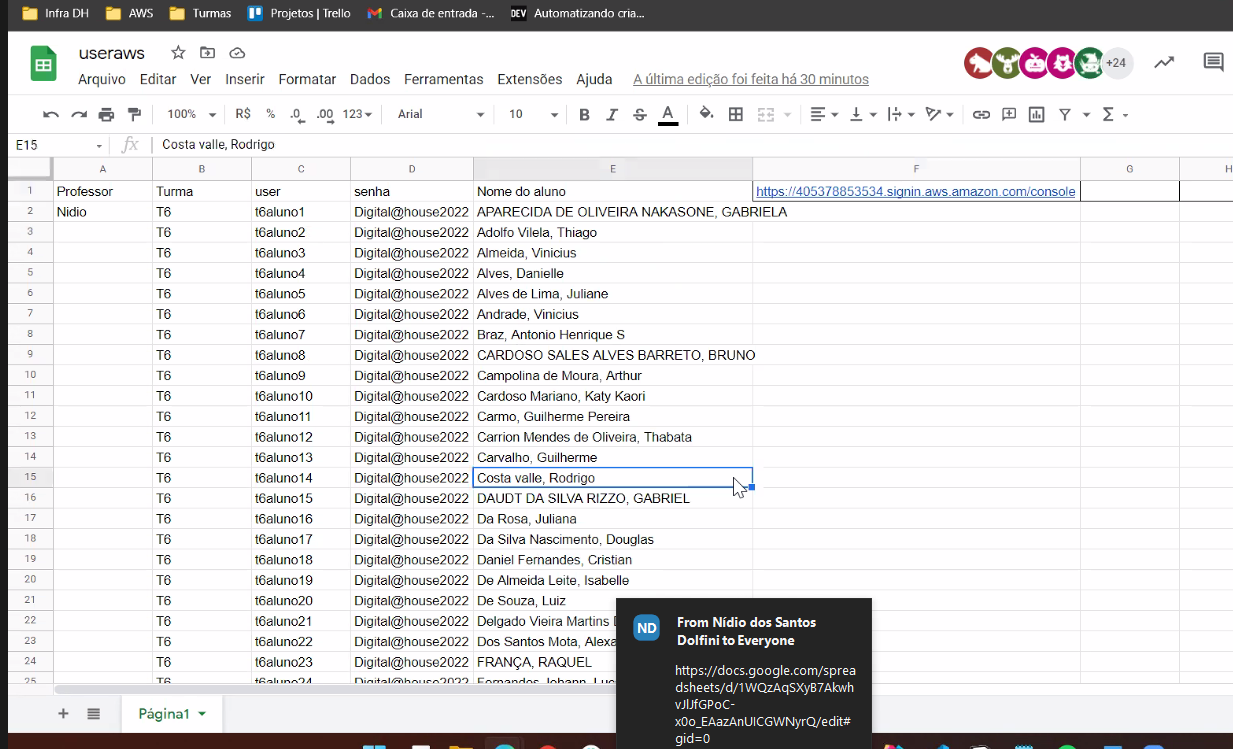 Infra DH AWS Turmas Projetos | Trello Caixa de entrada -... DEV Automatizando cria...
useraws
Arquivo Editar Ver Inserir Formatar Dados Ferramentas Extensões Ajuda A última edição foi feita há 30 minutos +24
100% R$ % .0 .00 123 Arial 10 B I S A
E15 fx Costa valle, Rodrigo
A B C D E F G H
1 Professor Turma user senha Nome do aluno https://405378853534.signin.aws.amazon.com/console
2 Nidio T6 t6aluno1 Digital@house2022 APARECIDA DE OLIVEIRA NAKASONE, GABRIELA
3 T6 t6aluno2 Digital@house2022 Adolfo Vilela, Thiago
4 T6 t6aluno3 Digital@house2022 Almeida, Vinicius
5 T6 t6aluno4 Digital@house2022 Alves, Danielle
6 T6 t6aluno5 Digital@house2022 Alves de Lima, Juliane
7 T6 t6aluno6 Digital@house2022 Andrade, Vinicius
8 T6 t6aluno7 Digital@house2022 Braz, Antonio Henrique S
9 T6 t6aluno8 Digital@house2022 CARDOSO SALES ALVES BARRETO, BRUNO
10 T6 t6aluno9 Digital@house2022 Campolina de Moura, Arthur
11 T6 t6aluno10 Digital@house2022 Cardoso Mariano, Katy Kaori
12 T6 t6aluno11 Digital@house2022 Carmo, Guilherme Pereira
13 T6 t6aluno12 Digital@house2022 Carrion Mendes de Oliveira, Thabata
14 T6 t6aluno13 Digital@house2022 Carvalho, Guilherme
15 T6 t6aluno14 Digital@house2022 Costa valle, Rodrigo
16 T6 t6aluno15 Digital@house2022 DAUDT DA SILVA RIZZO, GABRIEL
17 T6 t6aluno16 Digital@house2022 Da Rosa, Juliana
18 T6 t6aluno17 Digital@house2022 Da Silva Nascimento, Douglas
19 T6 t6aluno18 Digital@house2022 Daniel Fernandes, Cristian
20 T6 t6aluno19 Digital@house2022 De Almeida Leite, Isabelle
21 T6 t6aluno20 Digital@house2022 De Souza, Luiz
22 T6 t6aluno21 Digital@house2022 Delgado Vieira Martins
23 T6 t6aluno22 Digital@house2022 Dos Santos Mota, Alexa
24 T6 t6aluno23 Digital@house2022 FRANÇA, RAQUEL
25 T6 t6aluno24 Digital@house2022 Fernandes, Johann, Luc
Página1
ND From Nídio dos Santos
Dolfini to Everyone
https://docs.google.com/sprea
dsheets/d/1WQzAqSXyB7Akwh
vJlJfGPoC-
x0o_EAazAnUICGWNyrQ/edit#
gid=0